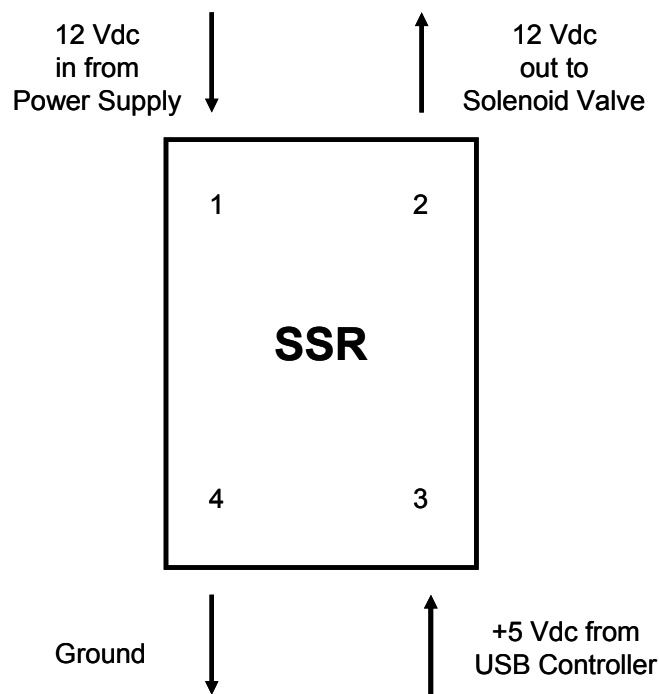 12 Vdc
in from
Power Supply
12 Vdc
out to
Solenoid Valve
1
2
SSR
4
3
Ground
+5 Vdc from
USB Controller